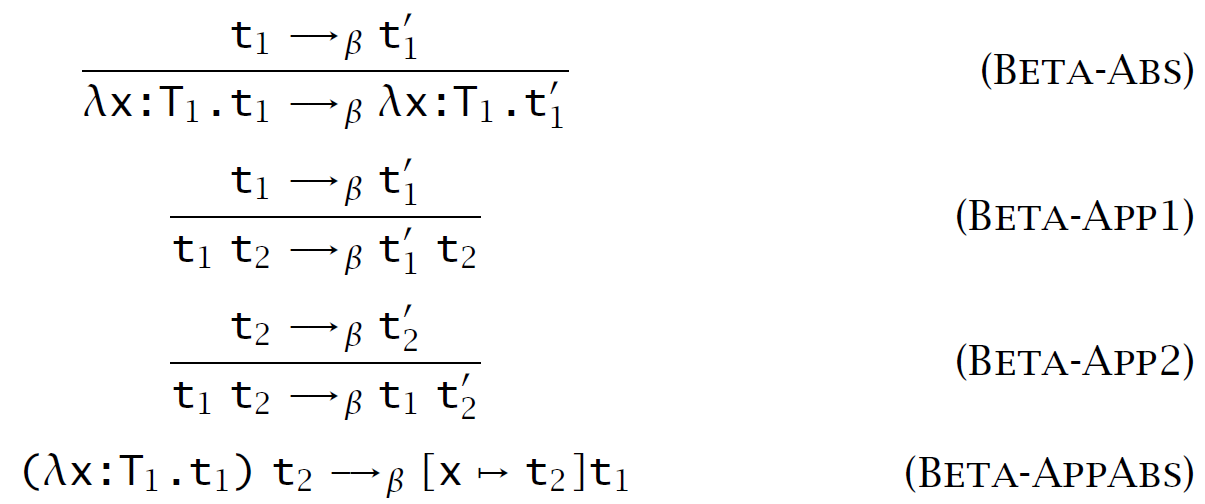 t₁ ⟶β t₁′
λx:T₁.t₁ ⟶β λx:T₁.t₁′ (BETA-ABS)
t₁ ⟶β t₁′
t₁ t₂ ⟶β t₁′ t₂ (BETA-APP1)
t₂ ⟶β t₂′
t₁ t₂ ⟶β t₁ t₂′ (BETA-APP2)
(λx:T₁.t₁) t₂ ⟶β [x ↦ t₂]t₁ (BETA-APPABS)